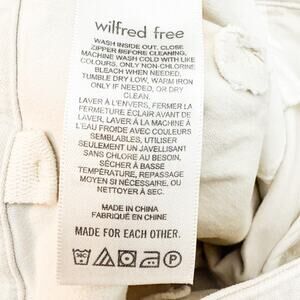 wilfred free
WASH INSIDE OUT, CLOSE
ZIPPER BEFORE CLEANING,
MACHINE WASH COLD WITH LIKE
COLOURS, ONLY NON-CHLORINE
BLEACH WHEN NEEDED,
TUMBLE DRY LOW, WARM IRON
ONLY IF NEEDED, OR DRY
CLEAN.
LAVER À L'ENVERS, FERMER LA
FERMETURE ÉCLAIR AVANT DE
LAVER, LAVER À LA MACHINE À
L'EAU FROIDE AVEC COULEURS
SEMBLABLES, UTILISER
SEULEMENT UN JAVELLISANT
SANS CHLORE AU BESOIN,
SÉCHER À BASSE
TEMPÉRATURE, REPASSAGE
MOYEN SI NÉCESSAIRE, OU
NETTOYER À SEC.
MADE IN CHINA
FABRIQUÉ EN CHINE
MADE FOR EACH OTHER.
30C
P